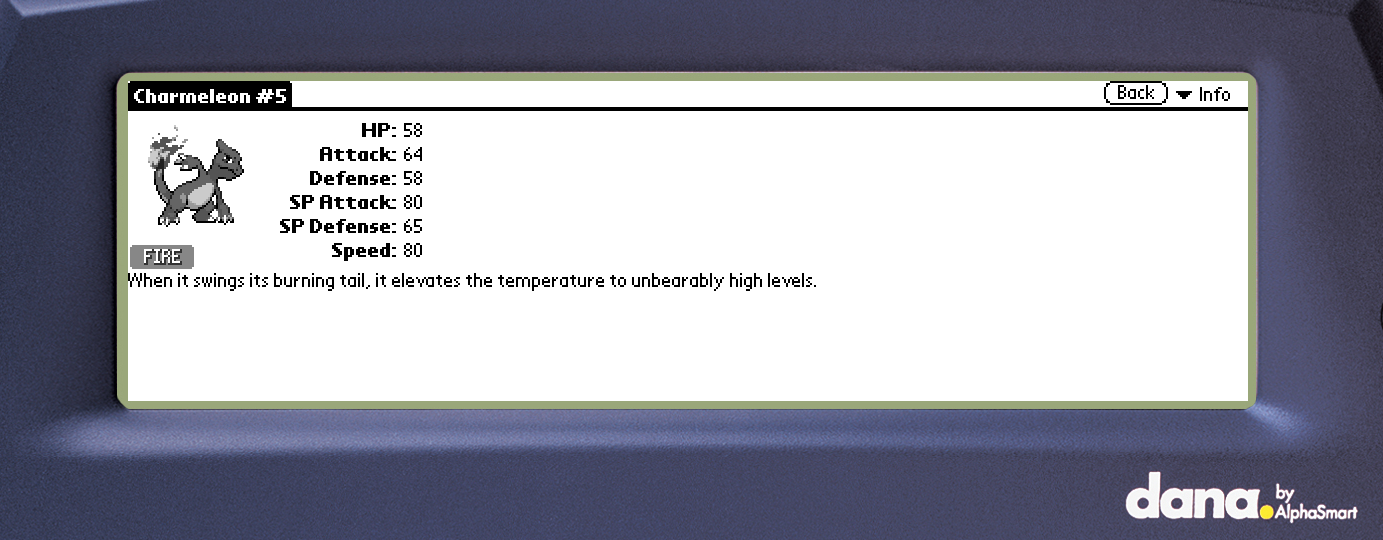 Charmeleon #5
Back
Info
HP: 58
Attack: 64
Defense: 58
SP Attack: 80
SP Defense: 65
Speed: 80
FIRE
When it swings its burning tail, it elevates the temperature to unbearably high levels.
dana. by AlphaSmart